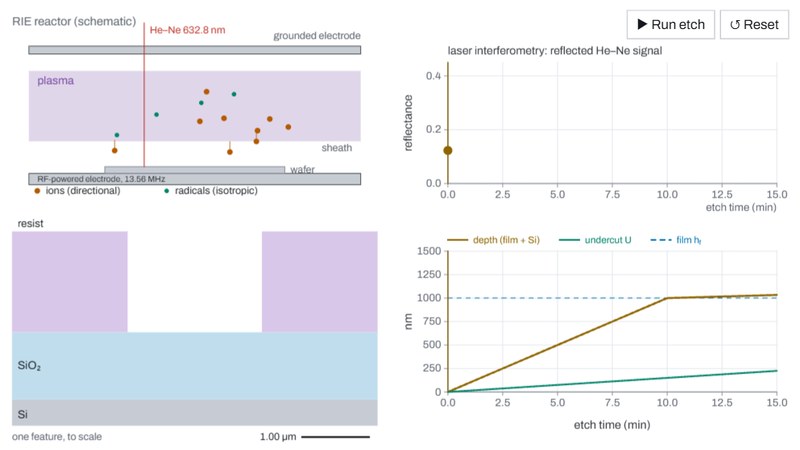 RIE reactor (schematic)
He–Ne 632.8 nm
grounded electrode
plasma
sheath
wafer
RF-powered electrode, 13.56 MHz
ions (directional)
radicals (isotropic)
resist
SiO₂
Si
one feature, to scale
1.00 µm
▶ Run etch
↺ Reset
laser interferometry: reflected He–Ne signal
reflectance
0.4
0.2
0.0
0.0 2.5 5.0 7.5 10.0 12.5 15.0
etch time (min)
depth (film + Si)
undercut U
film hf
nm
1500
1250
1000
750
500
250
0
0.0 2.5 5.0 7.5 10.0 12.5 15.0
etch time (min)